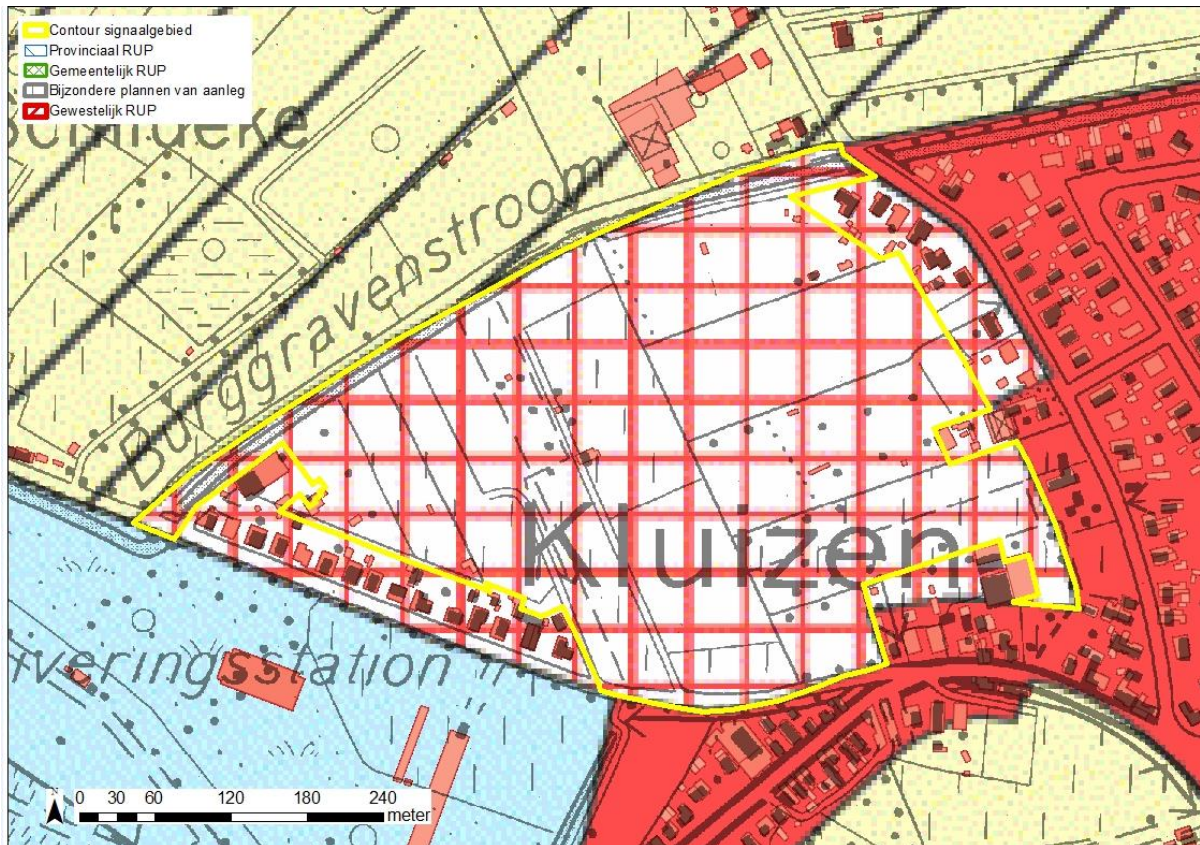 Contour signaalgebied
Provinciaal RUP
Gemeentelijk RUP
Bijzondere plannen van aanleg
Gewestelijk RUP
Burggravenstroom
Kluizen
iveringsstation
N
0 30 60 120 180 240
meter